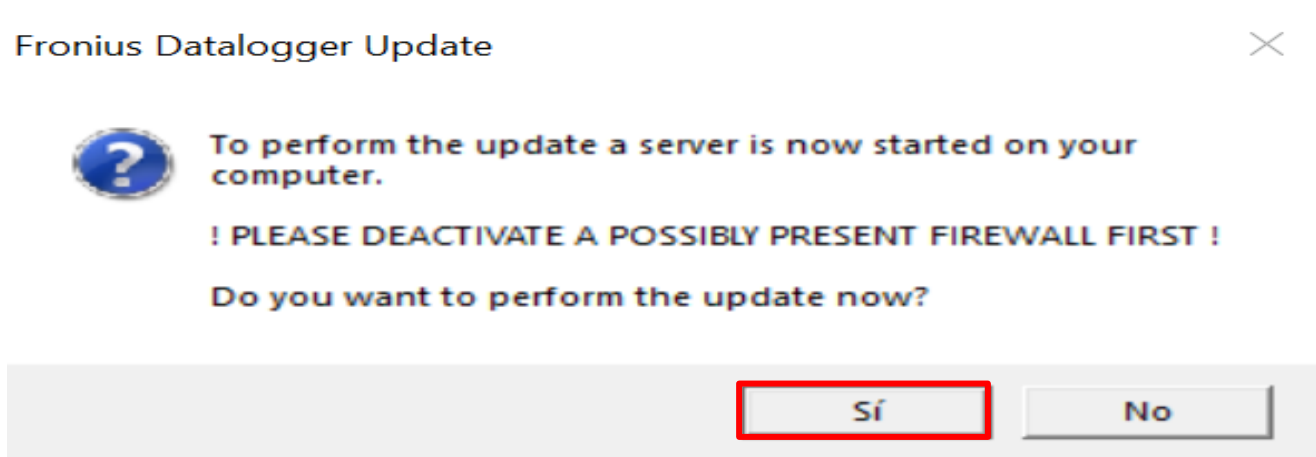 Fronius Datalogger Update
To perform the update a server is now started on your
computer.
! PLEASE DEACTIVATE A POSSIBLY PRESENT FIREWALL FIRST !
Do you want to perform the update now?
Sí
No